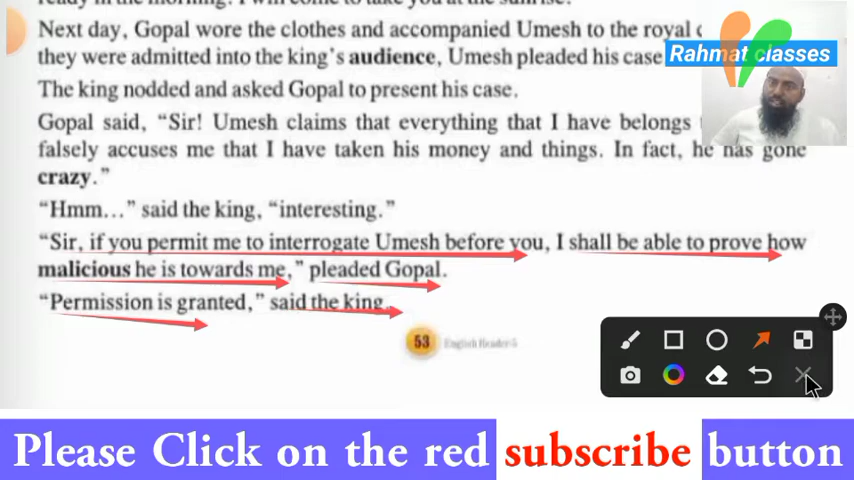 Next day, Gopal wore the clothes and accompanied Umesh to the royal
they were admitted into the king's audience, Umesh pleaded his case
Rahmat classes
The king nodded and asked Gopal to present his case.
Gopal said, "Sir! Umesh claims that everything that I have belongs
falsely accuses me that I have taken his money and things. In fact, he has gone
crazy."
"Hmm..." said the king, "interesting."
"Sir, if you permit me to interrogate Umesh before you, I shall be able to prove how
malicious he is towards me," pleaded Gopal.
"Permission is granted," said the king.
53 English Reader-5
Please Click on the red subscribe button